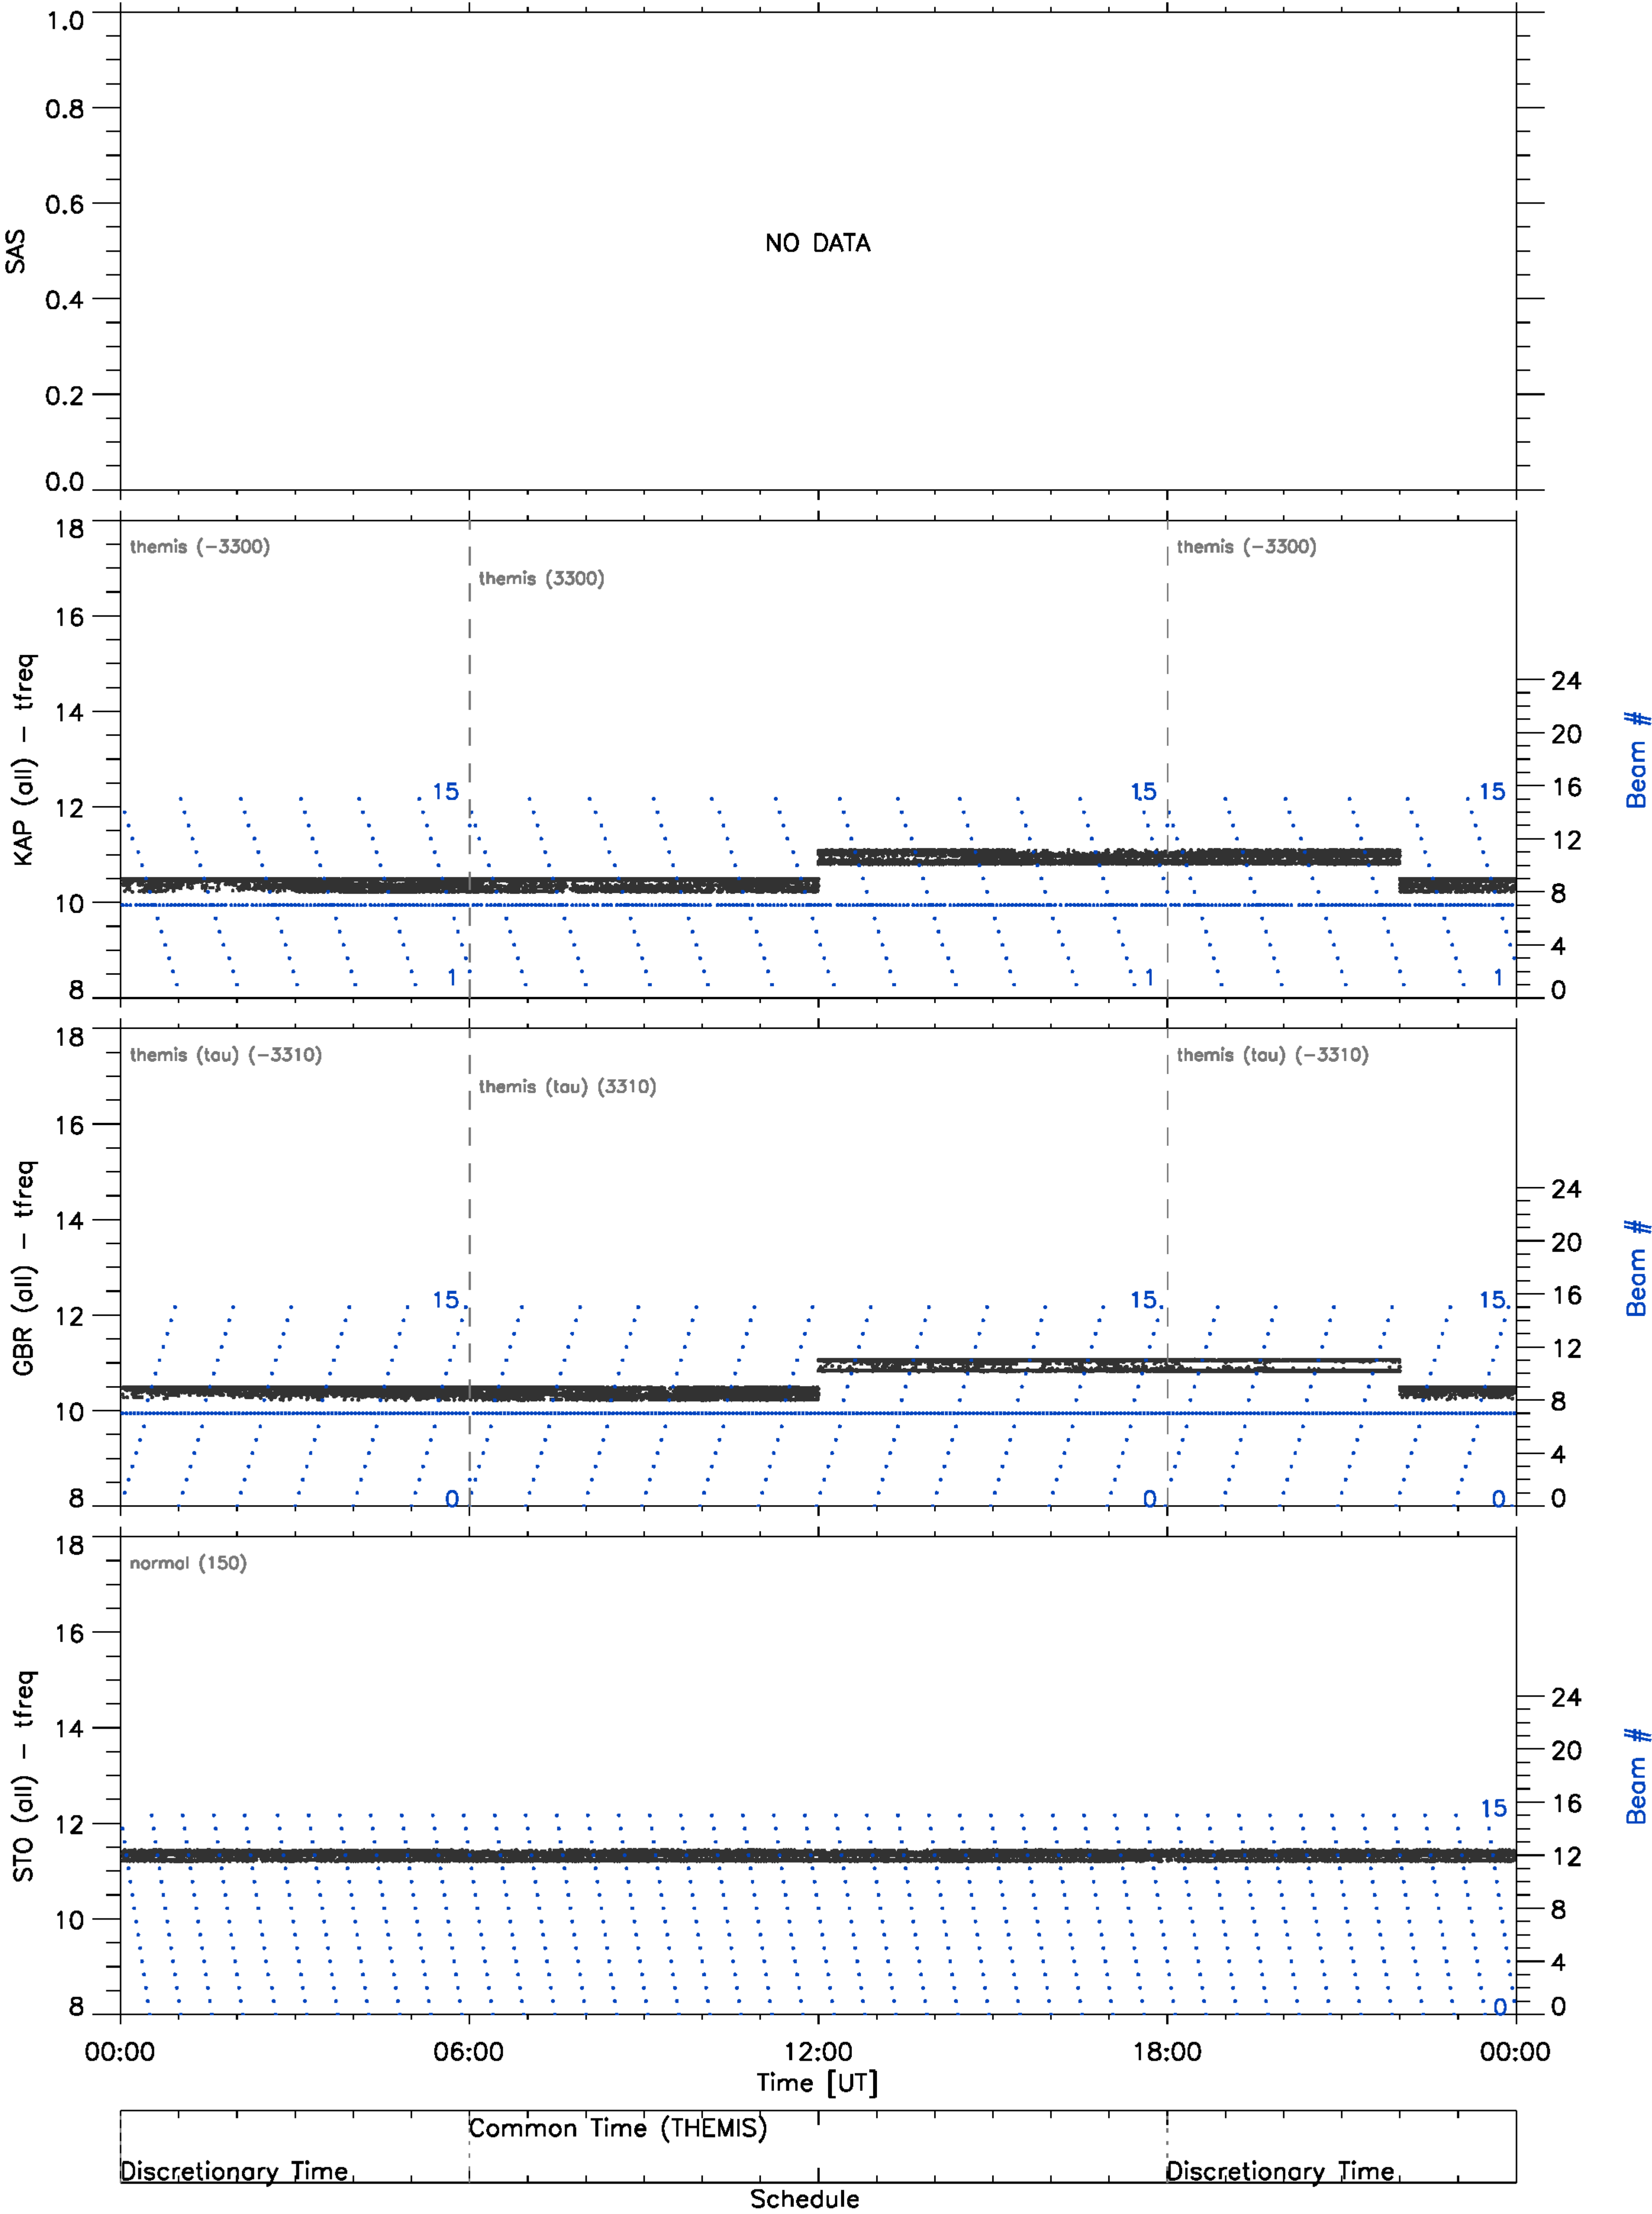 1.0
0.8
0.6
0.4
0.2
0.0
SAS
NO DATA
18
16
14
12
10
8
KAP (all) – tfreq
themis (−3300)
themis (3300)
themis (−3300)
15
15
15
1
1
1
24
20
16
12
8
4
0
Beam #
18
16
14
12
10
8
GBR (all) – tfreq
themis (tau) (−3310)
themis (tau) (3310)
themis (tau) (−3310)
15
15
15
0
0
0
24
20
16
12
8
4
0
Beam #
18
16
14
12
10
8
STO (all) – tfreq
normal (150)
15
0
24
20
16
12
8
4
0
Beam #
00:00 06:00 12:00 18:00 00:00
Time [UT]
Common Time (THEMIS)
Discretionary Time Discretionary Time
Schedule